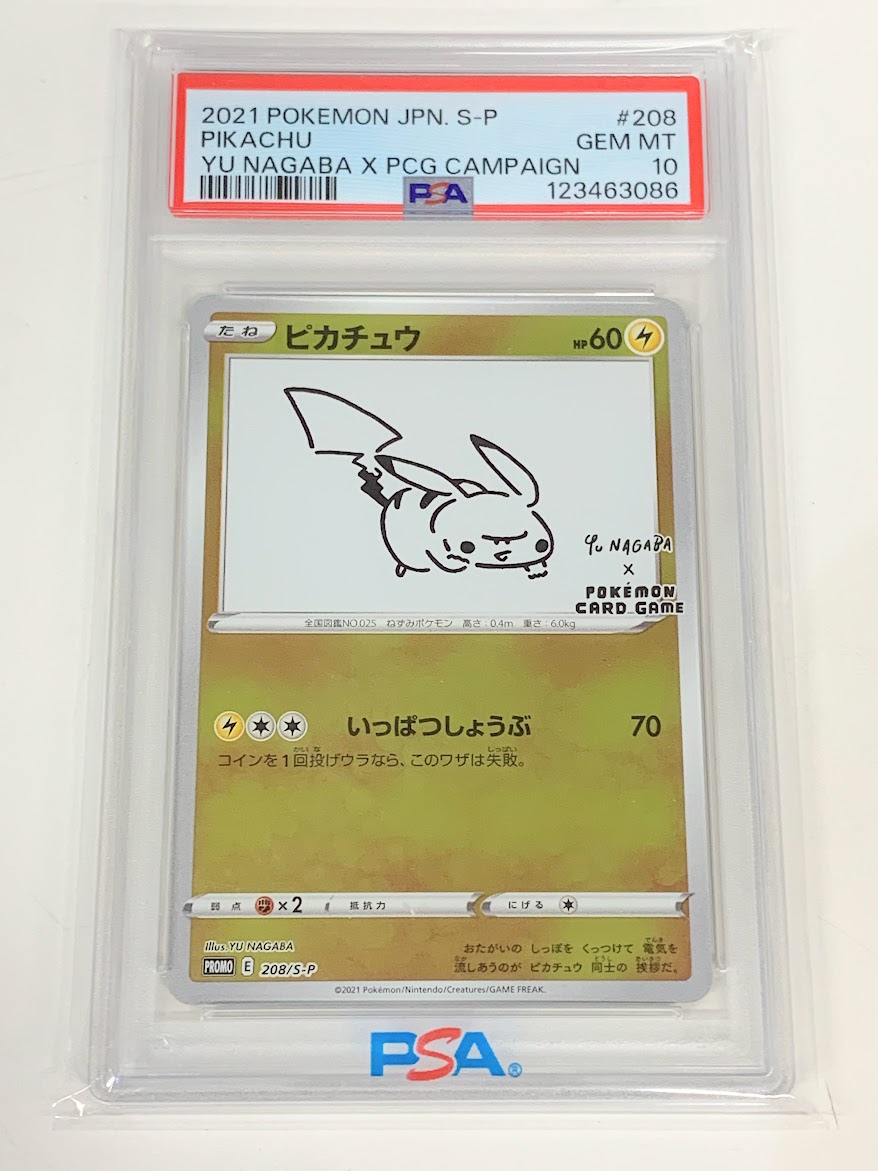 2021 POKEMON JPN. S-P #208
PIKACHU GEM MT
YU NAGABA X PCG CAMPAIGN 10
PSA 123463086
たね ピカチュウ HP60
Yu NAGABA
×
POKÉMON
CARD GAME
全国図鑑NO.025 ねずみポケモン 高さ:0.4m 重さ:6.0kg
いっぱつしょうぶ 70
コインを1回投げウラなら、このワザは失敗。
弱点 ×2 抵抗力 にげる
Illus.YU NAGABA
PROMO E 208/S-P
おたがいの しっぽを くっつけて 電気を
流しあうのが ピカチュウ 同士の 挨拶だ。
©2021 Pokémon/Nintendo/Creatures/GAME FREAK.
PSA®